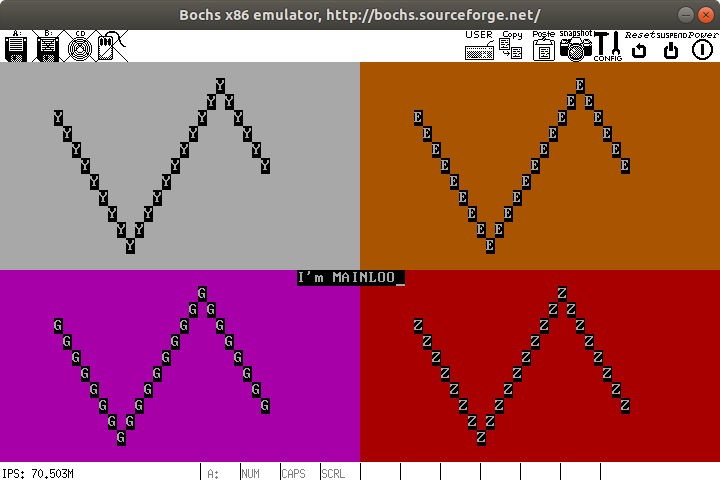 Bochs x86 emulator, http://bochs.sourceforge.net/
A: B: CD USER Copy Paste snapshot CONFIG Reset SUSPEND Power
Y E
Y Y E E
Y Y Y E E E
Y Y Y E E E
Y Y Y E E E
Y Y Y E E E
Y Y E E
Y Y E E
Y Y E E
Y Y E E
Y E
I'm MAINLOO_
G Z
G G Z Z
G G G Z Z Z
G G G Z Z Z
G G G Z Z Z
G G G Z Z Z
G G G Z Z Z
G G G Z Z Z
G G Z Z
G Z
IPS: 70.503M A: NUM CAPS SCRL